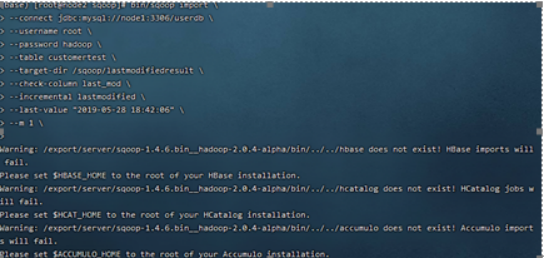 (base) [root@node2 sqoop]# bin/sqoop import \
> --connect jdbc:mysql://node1:3306/userdb \
> --username root \
> --password hadoop \
> --table customertest \
> --target-dir /sqoop/lastmodifiedresult \
> --check-column last_mod \
> --incremental lastmodified \
> --last-value "2019-05-28 18:42:06" \
> --m 1 \
>
Warning: /export/server/sqoop-1.4.6.bin__hadoop-2.0.4-alpha/bin/../../hbase does not exist! HBase imports will
 fail.
Please set $HBASE_HOME to the root of your HBase installation.
Warning: /export/server/sqoop-1.4.6.bin__hadoop-2.0.4-alpha/bin/../../hcatalog does not exist! HCatalog jobs w
ill fail.
Please set $HCAT_HOME to the root of your HCatalog installation.
Warning: /export/server/sqoop-1.4.6.bin__hadoop-2.0.4-alpha/bin/../../accumulo does not exist! Accumulo import
s will fail.
Please set $ACCUMULO_HOME to the root of your Accumulo installation.